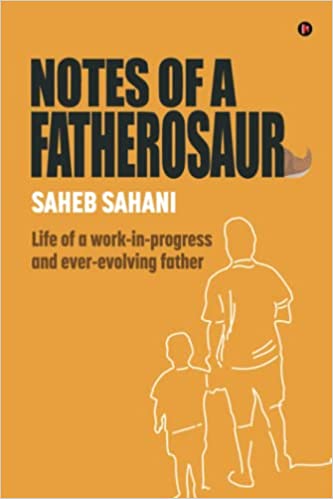 NOTES OF A
FATHEROSAUR
SAHEB SAHANI
Life of a work-in-progress
and ever-evolving father